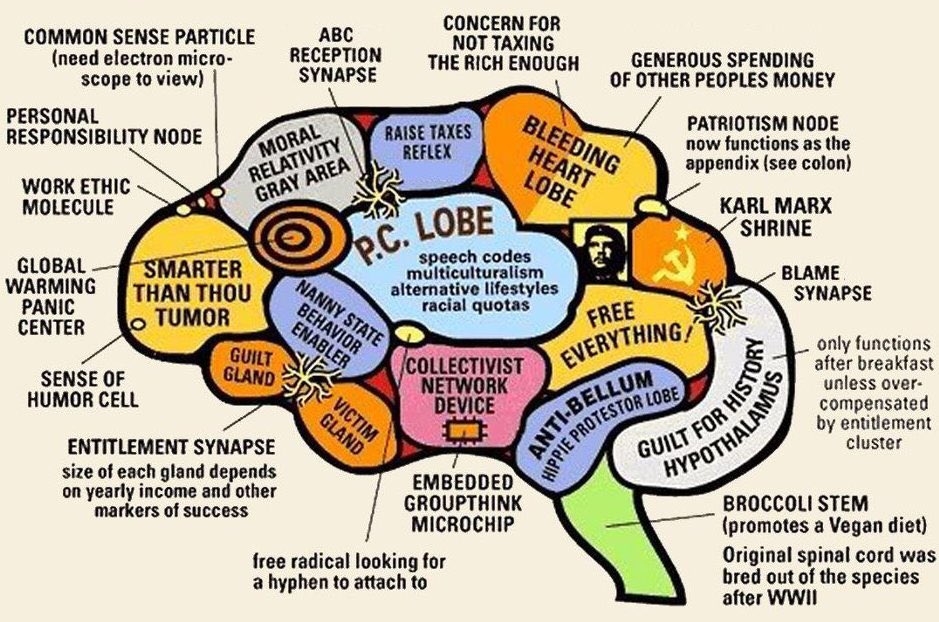 COMMON SENSE PARTICLE
(need electron micro-
scope to view)
ABC
RECEPTION
SYNAPSE
CONCERN FOR
NOT TAXING
THE RICH ENOUGH
GENEROUS SPENDING
OF OTHER PEOPLES MONEY
PERSONAL
RESPONSIBILITY NODE
MORAL
RELATIVITY
GRAY AREA
RAISE TAXES
REFLEX
BLEEDING
HEART
LOBE
PATRIOTISM NODE
now functions as the
appendix (see colon)
WORK ETHIC
MOLECULE
P.C. LOBE
speech codes
multiculturalism
alternative lifestyles
racial quotas
KARL MARX
SHRINE
GLOBAL
WARMING
PANIC
CENTER
SMARTER
THAN THOU
TUMOR
NANNY STATE
BEHAVIOR
ENABLER
FREE
EVERYTHING!
BLAME
SYNAPSE
SENSE OF
HUMOR CELL
GUILT
GLAND
VICTIM
GLAND
COLLECTIVIST
NETWORK
DEVICE
ANTI-BELLUM
HIPPIE PROTESTOR LOBE
GUILT FOR HISTORY
HYPOTHALAMUS
only functions
after breakfast
unless over-
compensated
by entitlement
cluster
ENTITLEMENT SYNAPSE
size of each gland depends
on yearly income and other
markers of success
EMBEDDED
GROUPTHINK
MICROCHIP
free radical looking for
a hyphen to attach to
BROCCOLI STEM
(promotes a Vegan diet)
Original spinal cord was
bred out of the species
after WWII